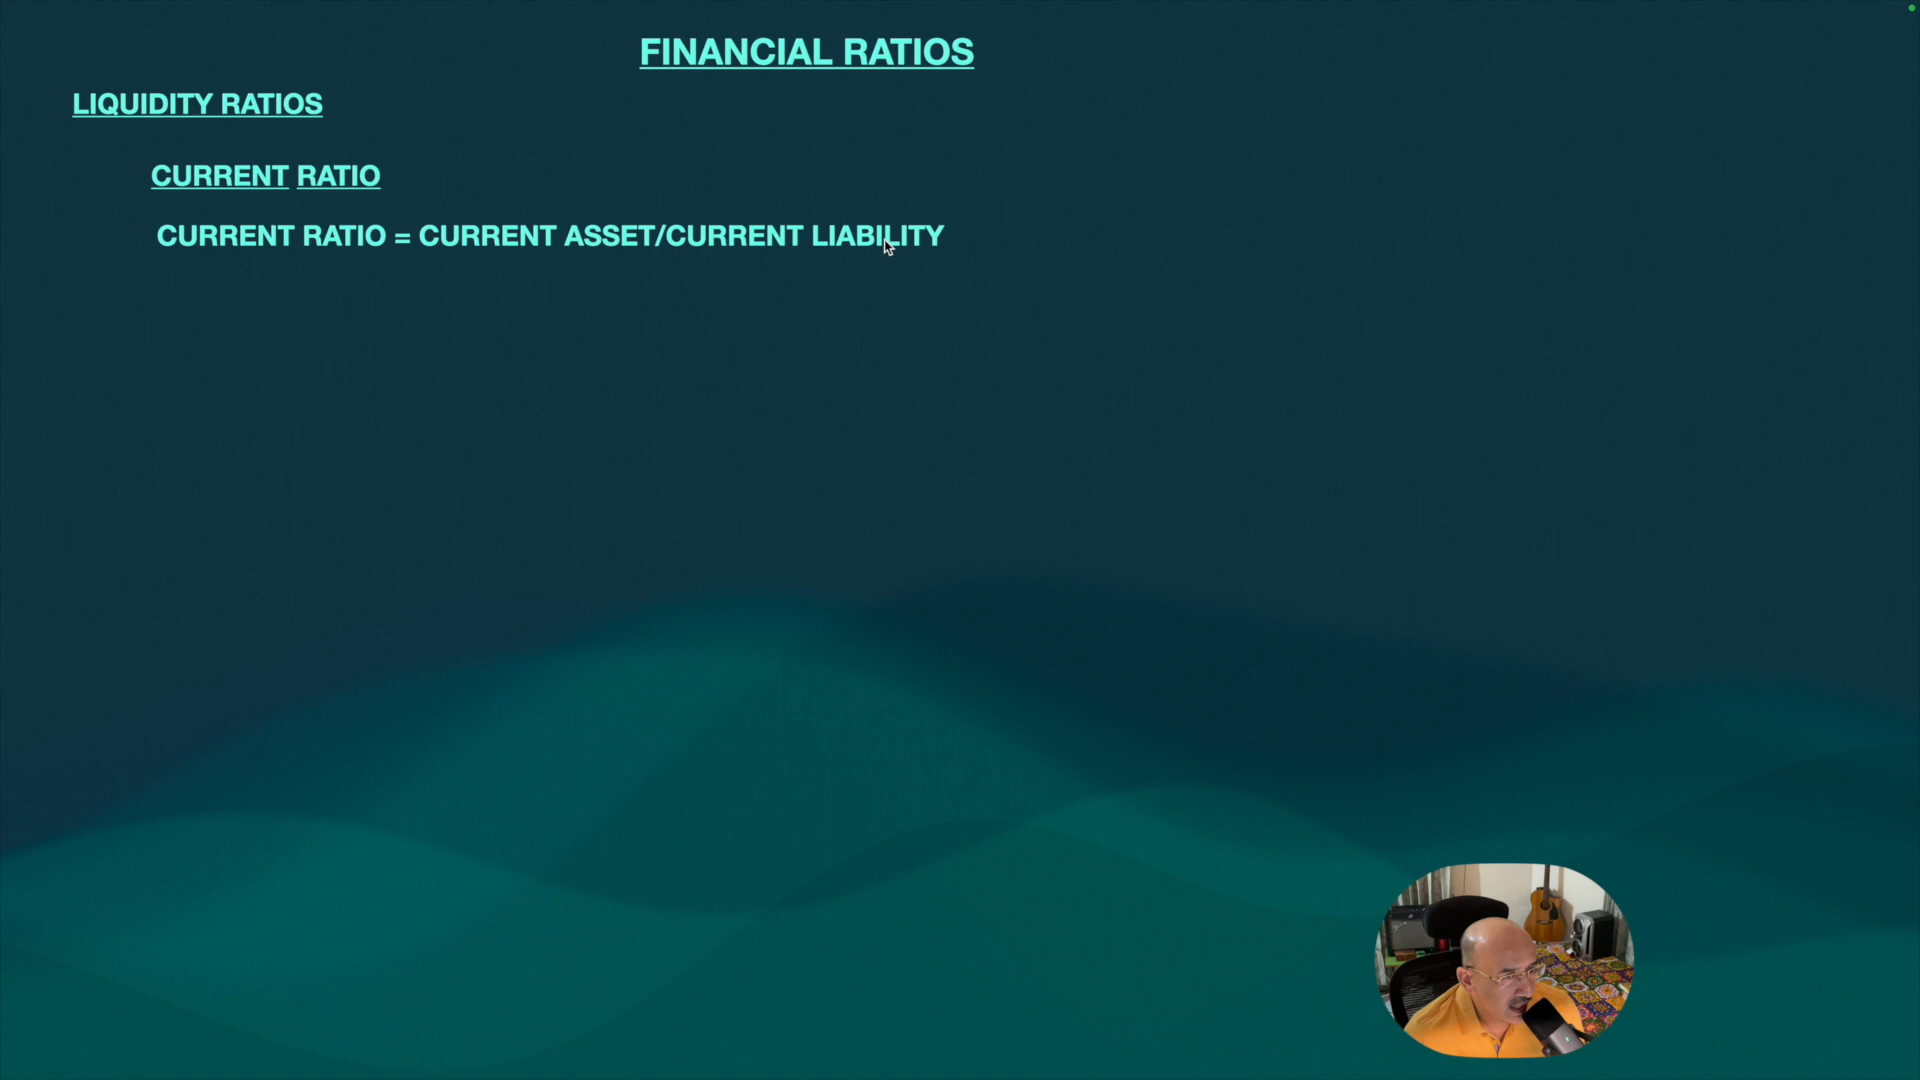 FINANCIAL RATIOS
LIQUIDITY RATIOS
CURRENT RATIO
CURRENT RATIO = CURRENT ASSET/CURRENT LIABILITY